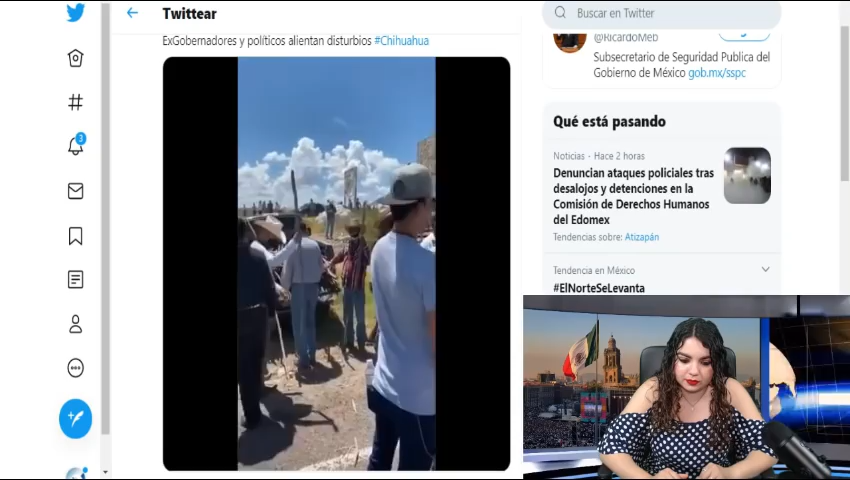 Twittear
ExGobernadores y políticos alientan disturbios #Chihuahua
Buscar en Twitter
@RicardoMeb
Subsecretario de Seguridad Publica del
Gobierno de México gob.mx/sspc
Qué está pasando
Noticias · Hace 2 horas
Denuncian ataques policiales tras
desalojos y detenciones en la
Comisión de Derechos Humanos
del Edomex
Tendencias sobre: Atizapán
Tendencia en México
#ElNorteSeLevanta
3